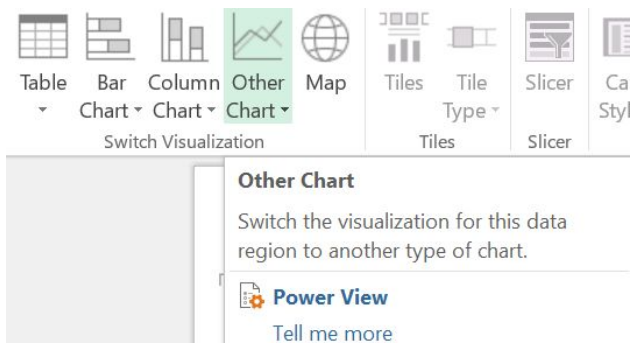 Table Bar Column Other Map Tiles Tile Slicer
Chart Chart Chart Type
Switch Visualization Tiles Slicer
Other Chart
Switch the visualization for this data
region to another type of chart.
Power View
Tell me more